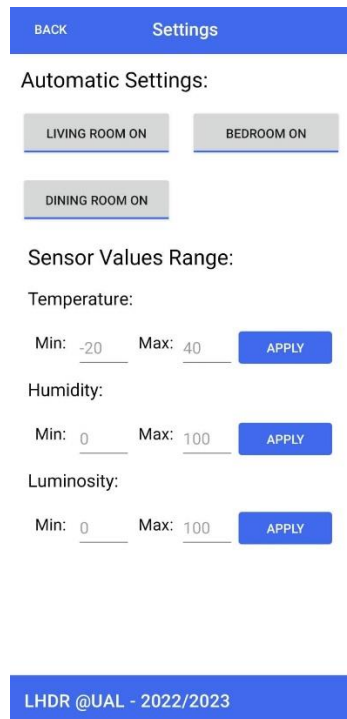 BACK Settings
Automatic Settings:
LIVING ROOM ON BEDROOM ON
DINING ROOM ON
Sensor Values Range:
Temperature:
Min: -20 Max: 40 APPLY
Humidity:
Min: 0 Max: 100 APPLY
Luminosity:
Min: 0 Max: 100 APPLY
LHDR @UAL - 2022/2023